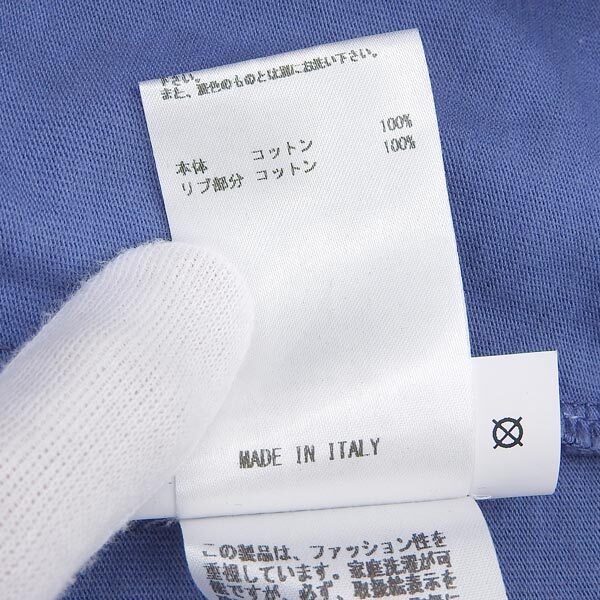 下さい。
また、淡色のものとは別にお洗い下さい。
本体 コットン 100%
リブ部分 コットン 100%
MADE IN ITALY
この製品は、ファッション性を
重視しています。家庭洗濯が可
能ですが、必ず、取扱絵表示を